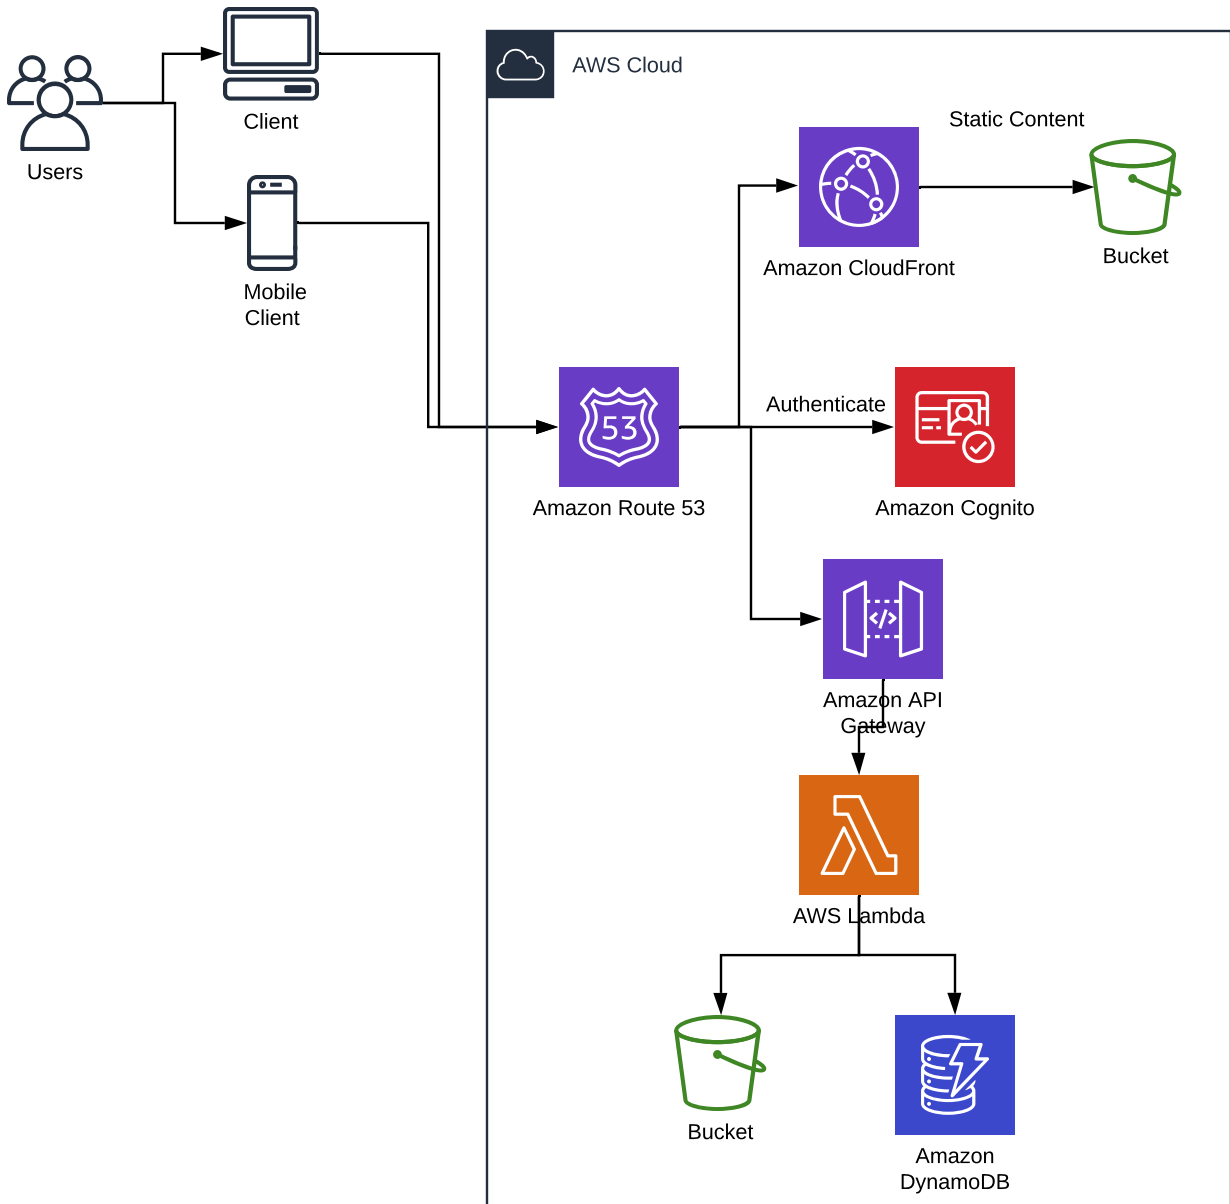 AWS Cloud
Users
Client
Mobile
Client
Static Content
Amazon CloudFront
Bucket
53
Authenticate
Amazon Route 53
Amazon Cognito
</>
Amazon API
Gateway
AWS Lambda
Bucket
Amazon
DynamoDB